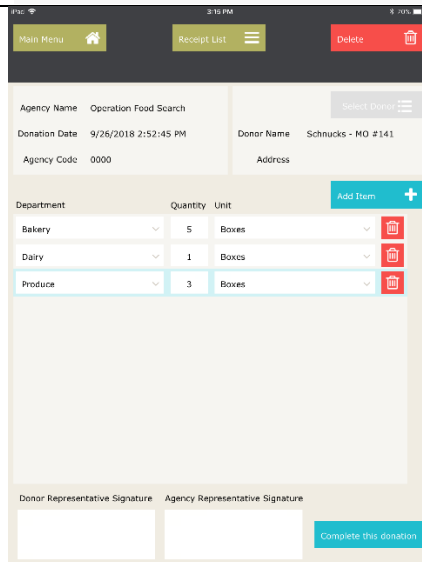 iPad 3:15 PM 70%
Main Menu Receipt List Delete
Select Donor
Agency Name Operation Food Search
Donation Date 9/26/2018 2:52:45 PM Donor Name Schnucks - MO #141
Agency Code 0000 Address
Add Item
Department Quantity Unit
Bakery 5 Boxes
Dairy 1 Boxes
Produce 3 Boxes
Donor Representative Signature Agency Representative Signature
Complete this donation